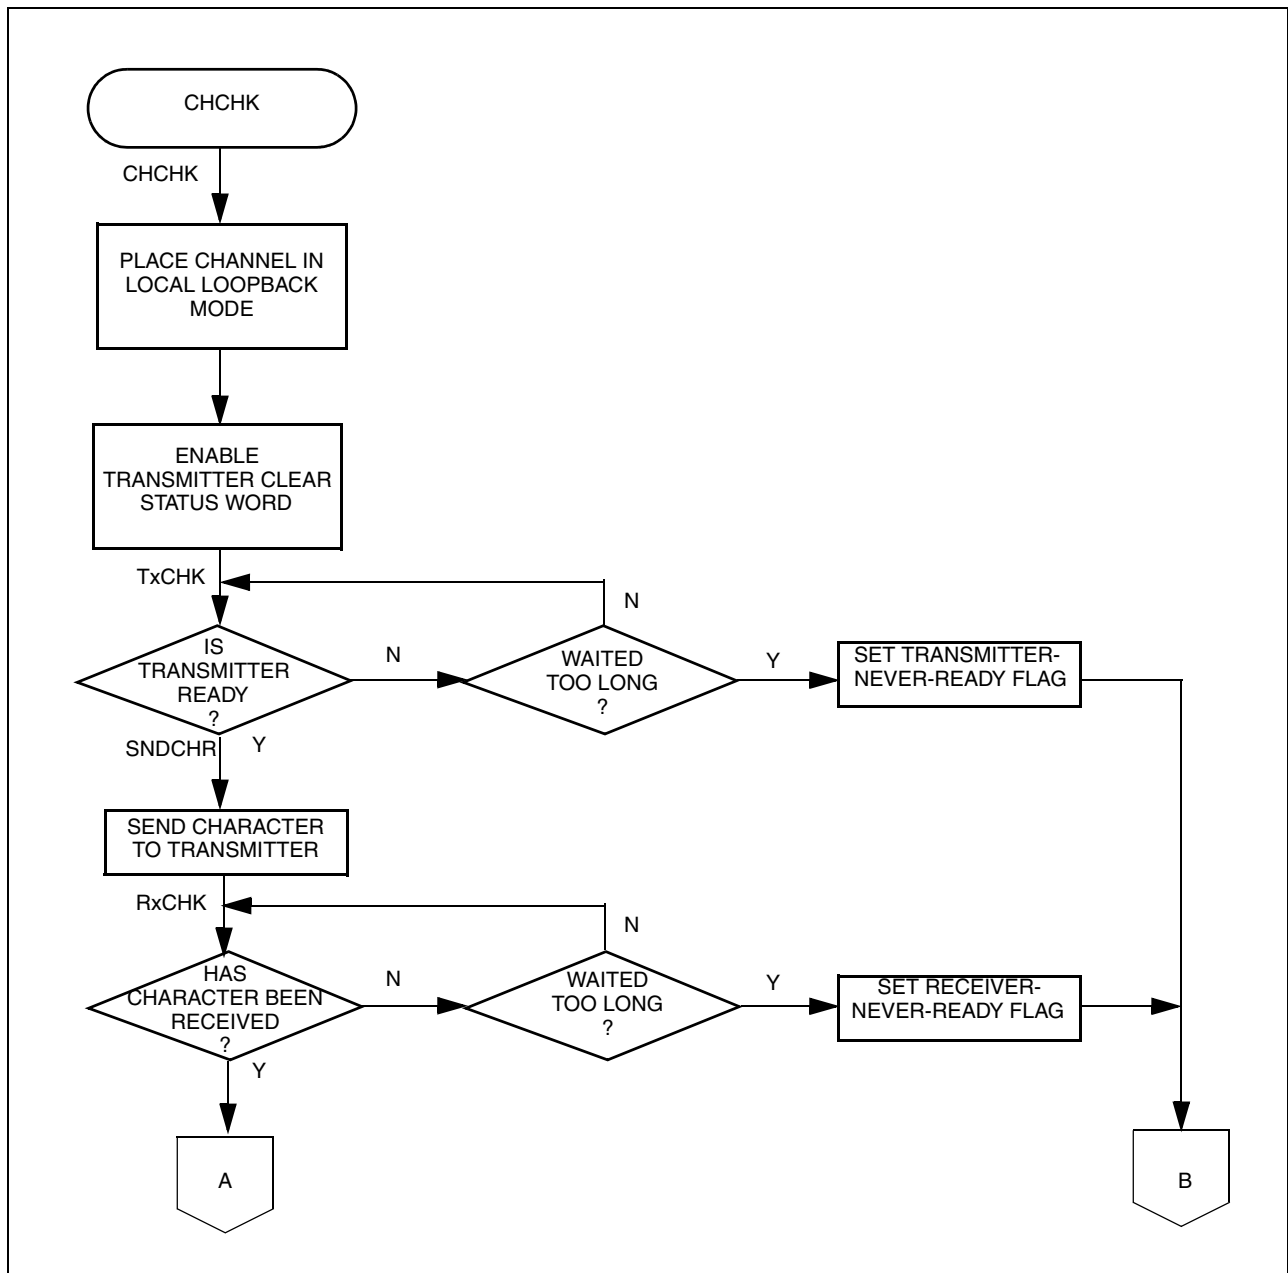 CHCHK
CHCHK
PLACE CHANNEL IN
LOCAL LOOPBACK
MODE
ENABLE
TRANSMITTER CLEAR
STATUS WORD
TxCHK
N
IS
TRANSMITTER
READY
?
N
WAITED
TOO LONG
?
Y
SET TRANSMITTER-
NEVER-READY FLAG
SNDCHR
Y
SEND CHARACTER
TO TRANSMITTER
RxCHK
N
HAS
CHARACTER BEEN
RECEIVED
?
N
WAITED
TOO LONG
?
Y
SET RECEIVER-
NEVER-READY FLAG
Y
A
B